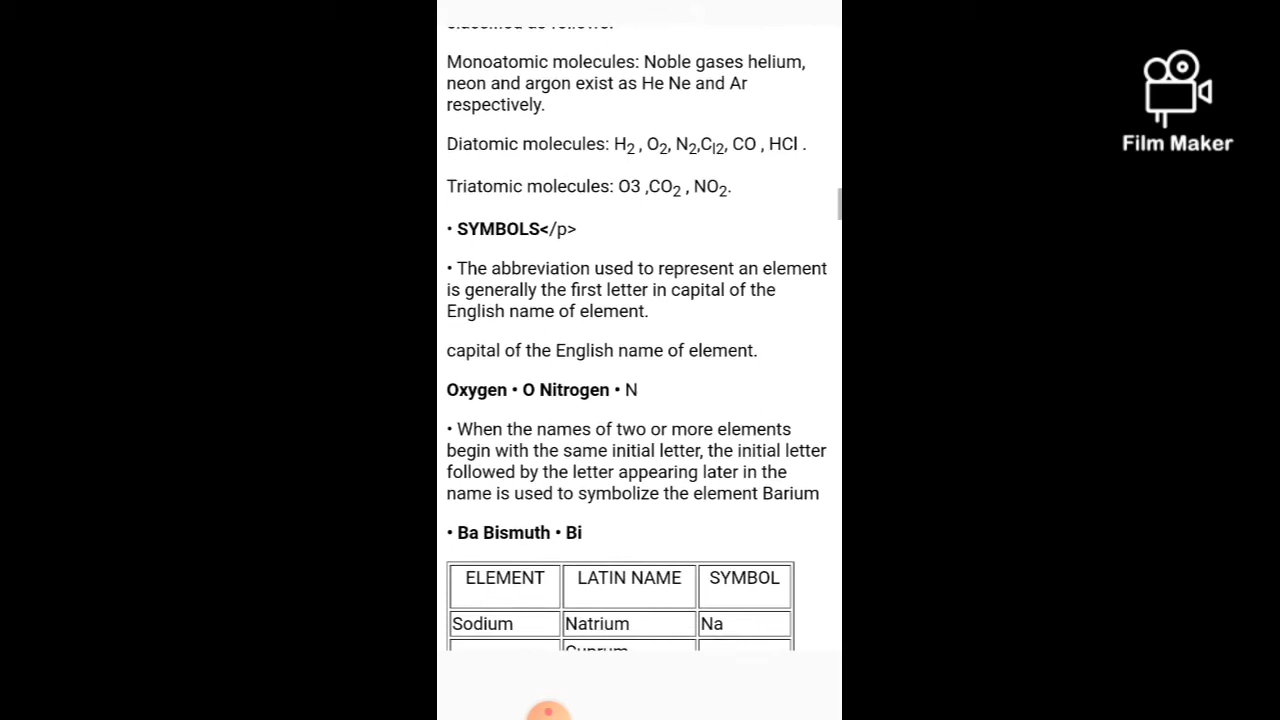 classified as follows:
Monoatomic molecules: Noble gases helium,
neon and argon exist as He Ne and Ar
respectively.
Diatomic molecules: H2 , O2, N2,Cl2, CO , HCl .
Triatomic molecules: O3 ,CO2 , NO2.
• SYMBOLS</p>
• The abbreviation used to represent an element
is generally the first letter in capital of the
English name of element.
capital of the English name of element.
Oxygen • O Nitrogen • N
• When the names of two or more elements
begin with the same initial letter, the initial letter
followed by the letter appearing later in the
name is used to symbolize the element Barium
• Ba Bismuth • Bi
ELEMENT LATIN NAME SYMBOL
Sodium Natrium Na
Cuprum
Film Maker